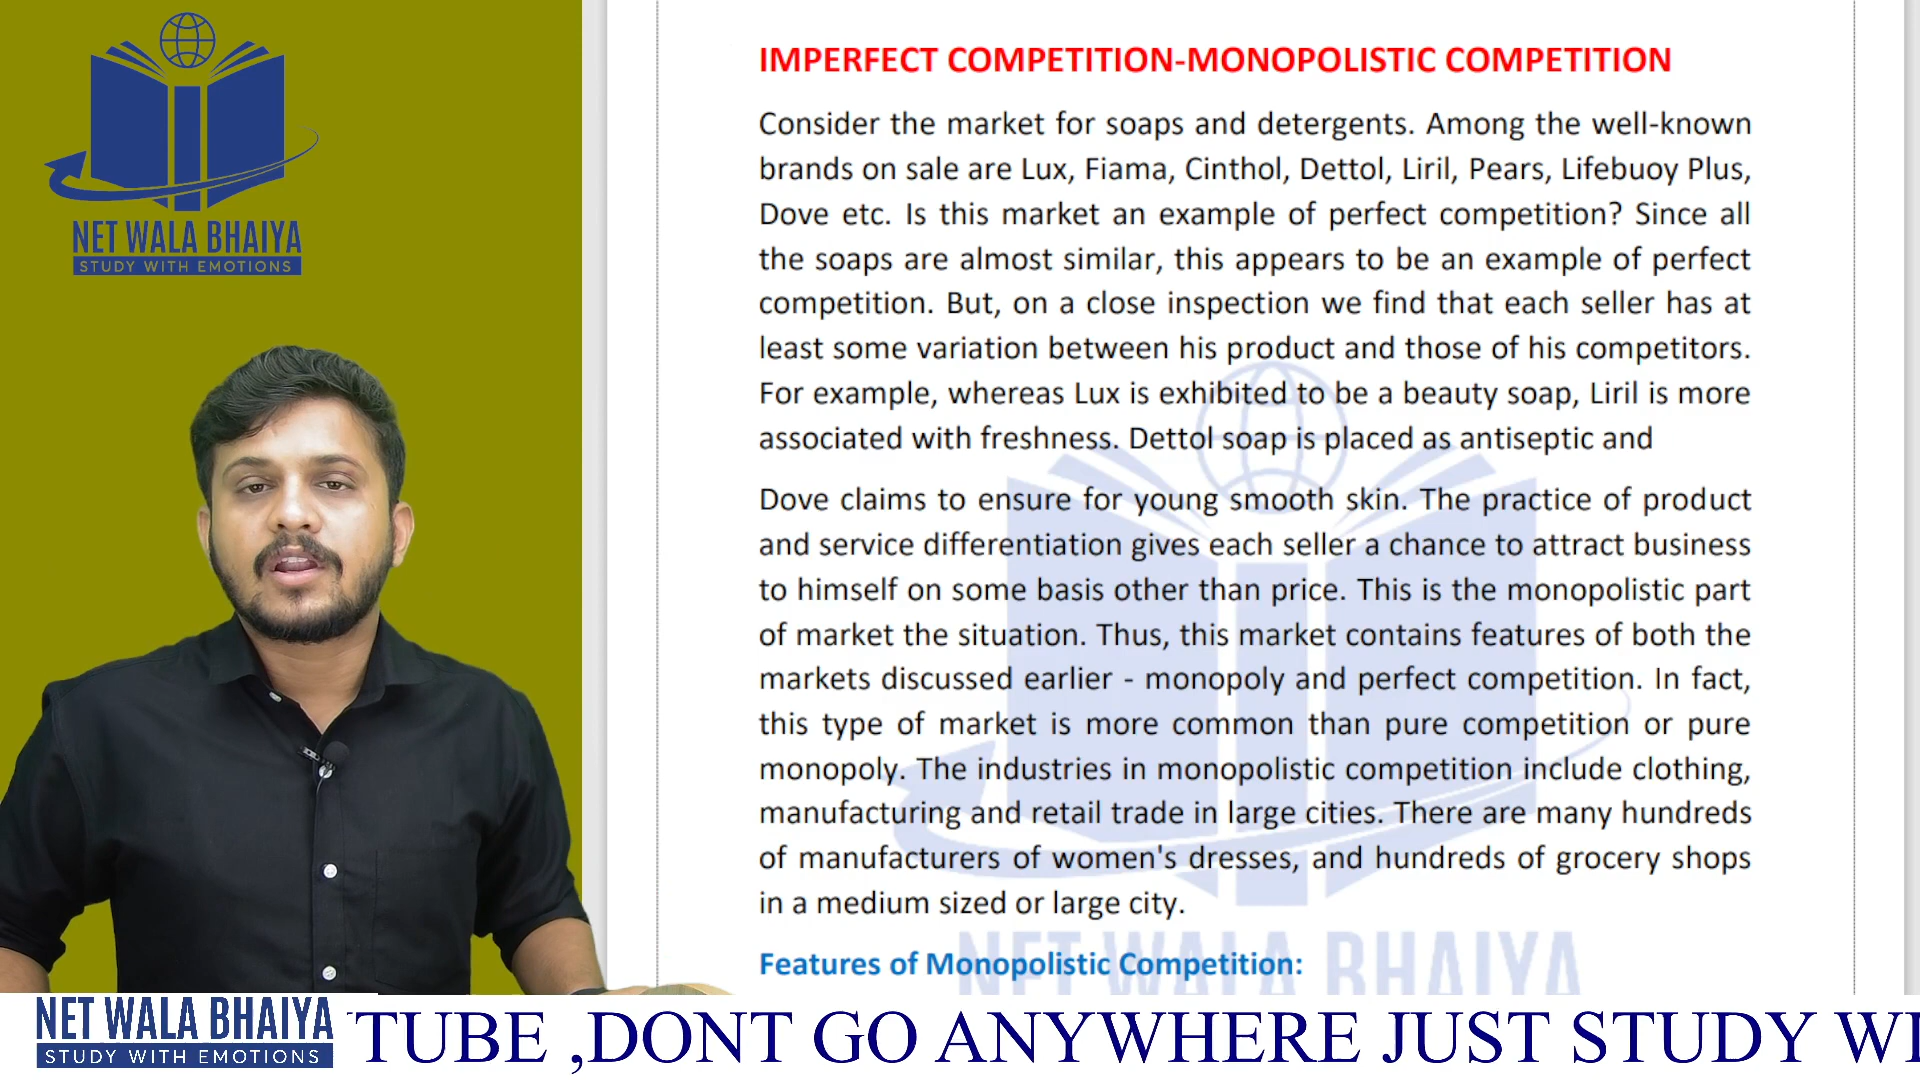 NET WALA BHAIYA
STUDY WITH EMOTIONS
IMPERFECT COMPETITION-MONOPOLISTIC COMPETITION
Consider the market for soaps and detergents. Among the well-known
brands on sale are Lux, Fiama, Cinthol, Dettol, Liril, Pears, Lifebuoy Plus,
Dove etc. Is this market an example of perfect competition? Since all
the soaps are almost similar, this appears to be an example of perfect
competition. But, on a close inspection we find that each seller has at
least some variation between his product and those of his competitors.
For example, whereas Lux is exhibited to be a beauty soap, Liril is more
associated with freshness. Dettol soap is placed as antiseptic and
Dove claims to ensure for young smooth skin. The practice of product
and service differentiation gives each seller a chance to attract business
to himself on some basis other than price. This is the monopolistic part
of market the situation. Thus, this market contains features of both the
markets discussed earlier - monopoly and perfect competition. In fact,
this type of market is more common than pure competition or pure
monopoly. The industries in monopolistic competition include clothing,
manufacturing and retail trade in large cities. There are many hundreds
of manufacturers of women's dresses, and hundreds of grocery shops
in a medium sized or large city.
Features of Monopolistic Competition:
NET WALA BHAIYA
NET WALA BHAIYA
STUDY WITH EMOTIONS
TUBE ,DONT GO ANYWHERE JUST STUDY WI